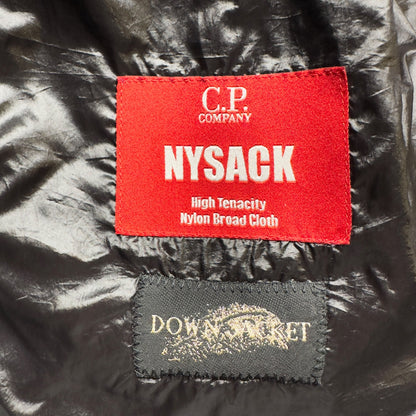 C.P.
COMPANY
NYSACK
High Tenacity
Nylon Broad Cloth
DOWN JACKET